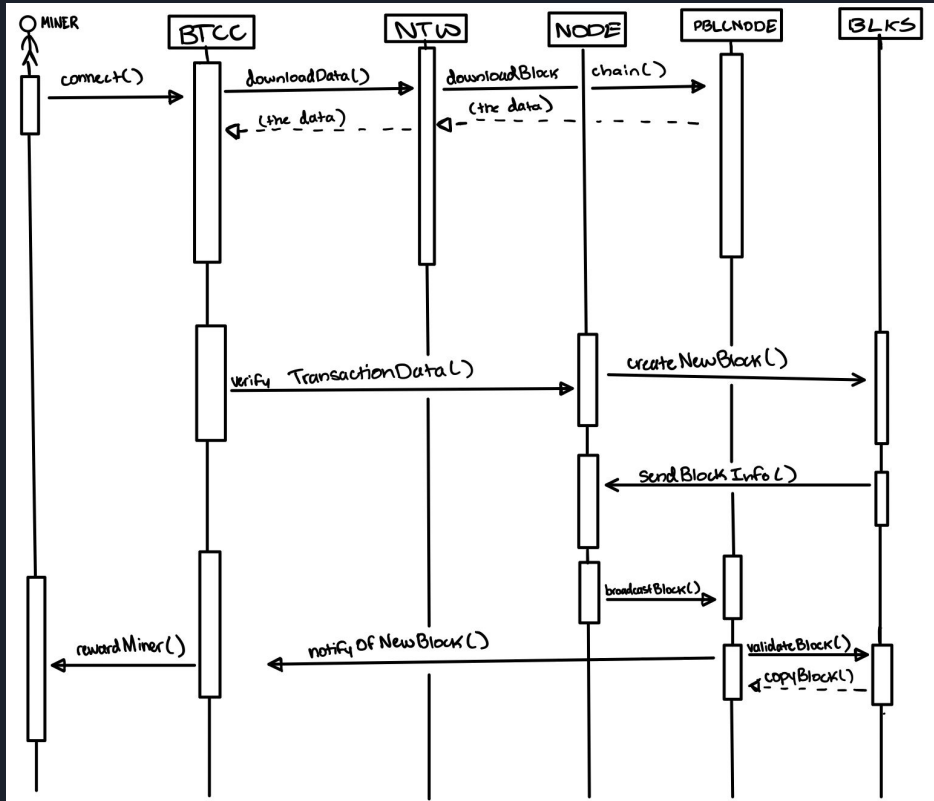 MINER
BTCC
NTW
NODE
PBLCNODE
BLKS
connect()
downloadData()
downloadBlock chain()
(the data)
(the data)
verify TransactionData()
createNewBlock()
sendBlockInfo()
broadcastBlock()
rewardMiner()
notifyOfNewBlock()
validateBlock()
copyBlock()